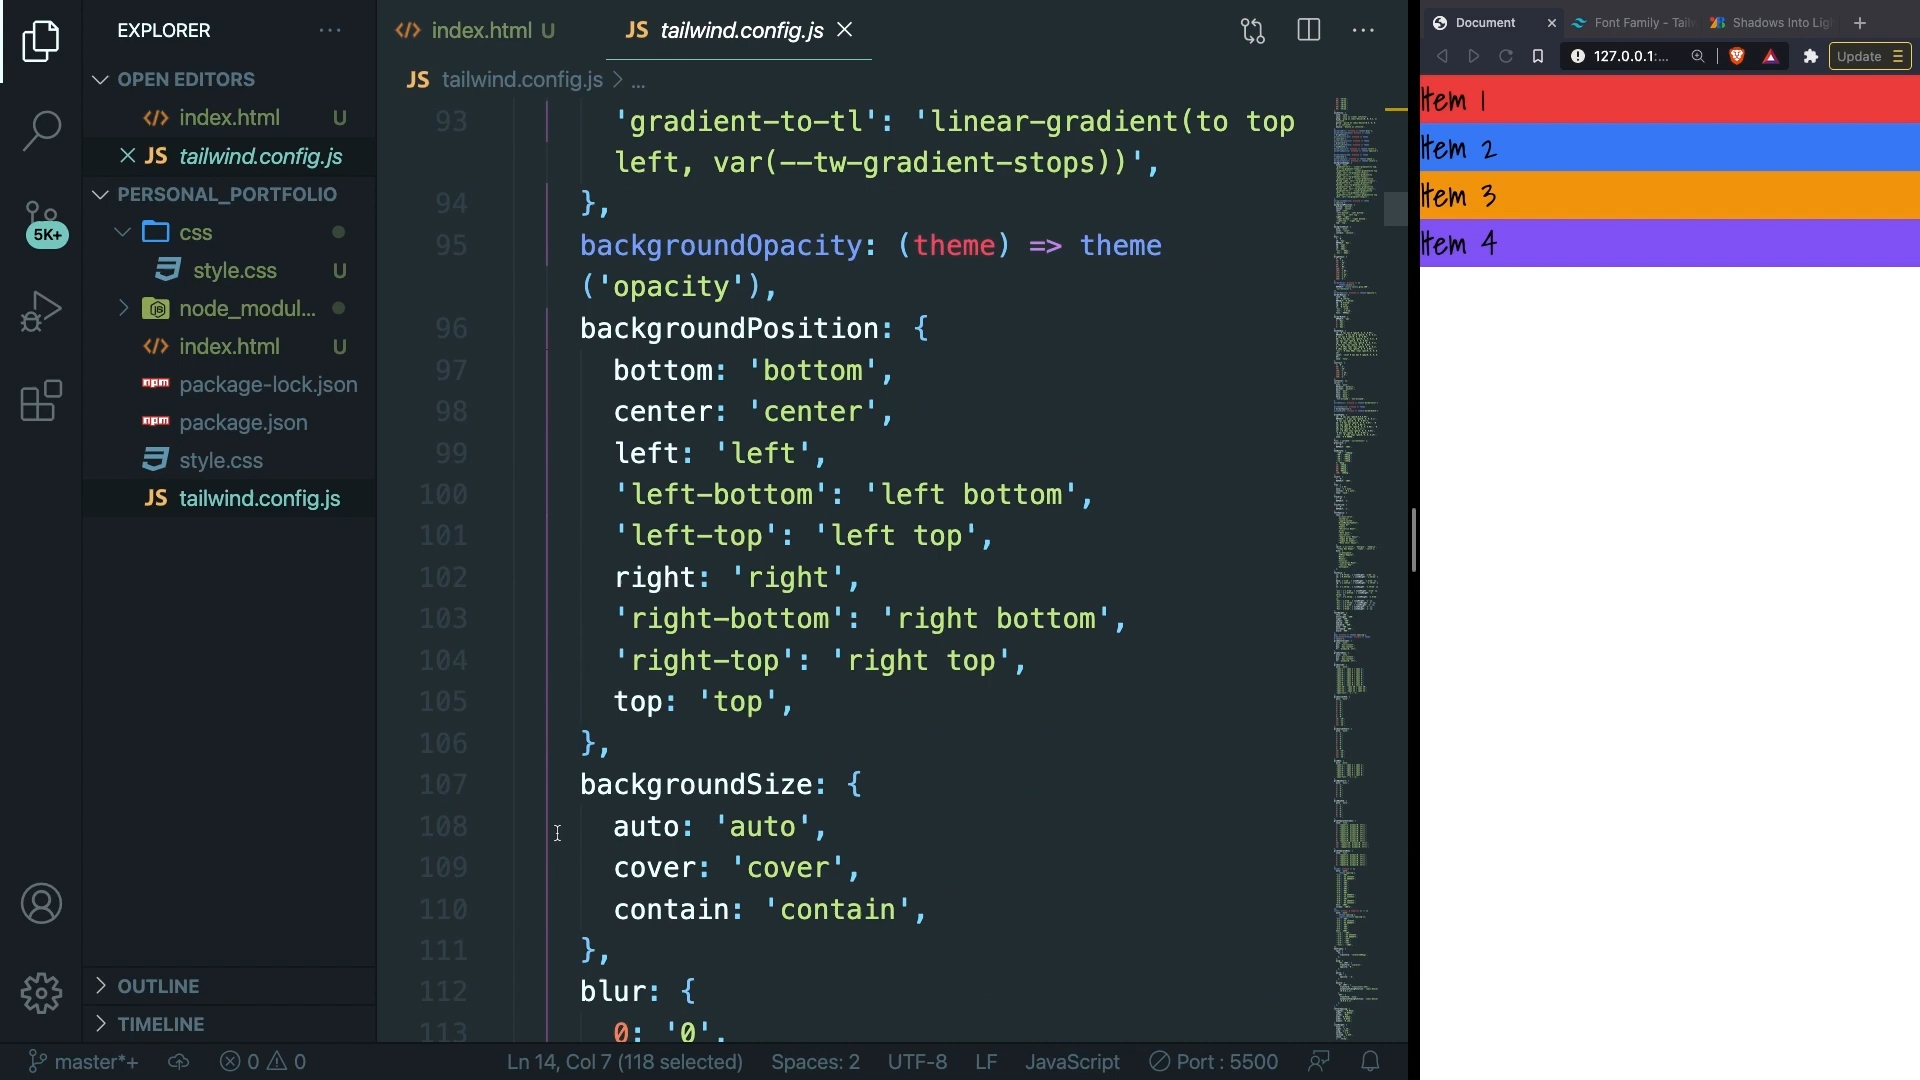 EXPLORER
OPEN EDITORS
index.html U
tailwind.config.js
PERSONAL_PORTFOLIO
css
style.css U
node_modul...
index.html U
package-lock.json
package.json
style.css
tailwind.config.js
OUTLINE
TIMELINE
5K+
index.html U
JS tailwind.config.js
JS tailwind.config.js > ...
93 'gradient-to-tl': 'linear-gradient(to top
left, var(--tw-gradient-stops))',
94 },
95 backgroundOpacity: (theme) => theme
('opacity'),
96 backgroundPosition: {
97 bottom: 'bottom',
98 center: 'center',
99 left: 'left',
100 'left-bottom': 'left bottom',
101 'left-top': 'left top',
102 right: 'right',
103 'right-bottom': 'right bottom',
104 'right-top': 'right top',
105 top: 'top',
106 },
107 backgroundSize: {
108 auto: 'auto',
109 cover: 'cover',
110 contain: 'contain',
111 },
112 blur: {
113 0: '0',
master*+ 0 0 Ln 14, Col 7 (118 selected) Spaces: 2 UTF-8 LF JavaScript Port : 5500
Document Font Family - Tailw Shadows Into Ligh
127.0.0.1:... Update
Item 1
Item 2
Item 3
Item 4